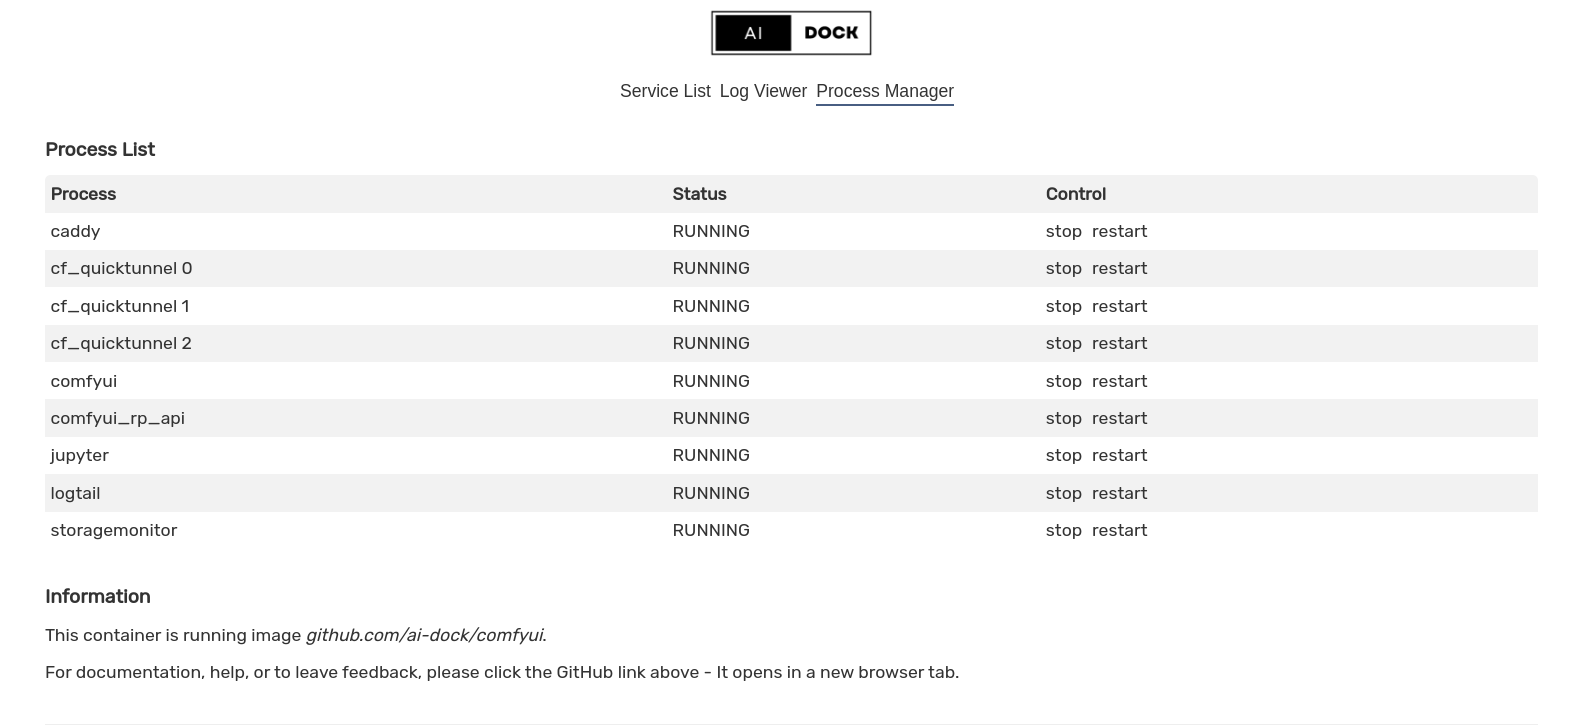 AI DOCK
Service List Log Viewer Process Manager
Process List
Process Status Control
caddy RUNNING stop restart
cf_quicktunnel 0 RUNNING stop restart
cf_quicktunnel 1 RUNNING stop restart
cf_quicktunnel 2 RUNNING stop restart
comfyui RUNNING stop restart
comfyui_rp_api RUNNING stop restart
jupyter RUNNING stop restart
logtail RUNNING stop restart
storagemonitor RUNNING stop restart
Information
This container is running image github.com/ai-dock/comfyui.
For documentation, help, or to leave feedback, please click the GitHub link above - It opens in a new browser tab.